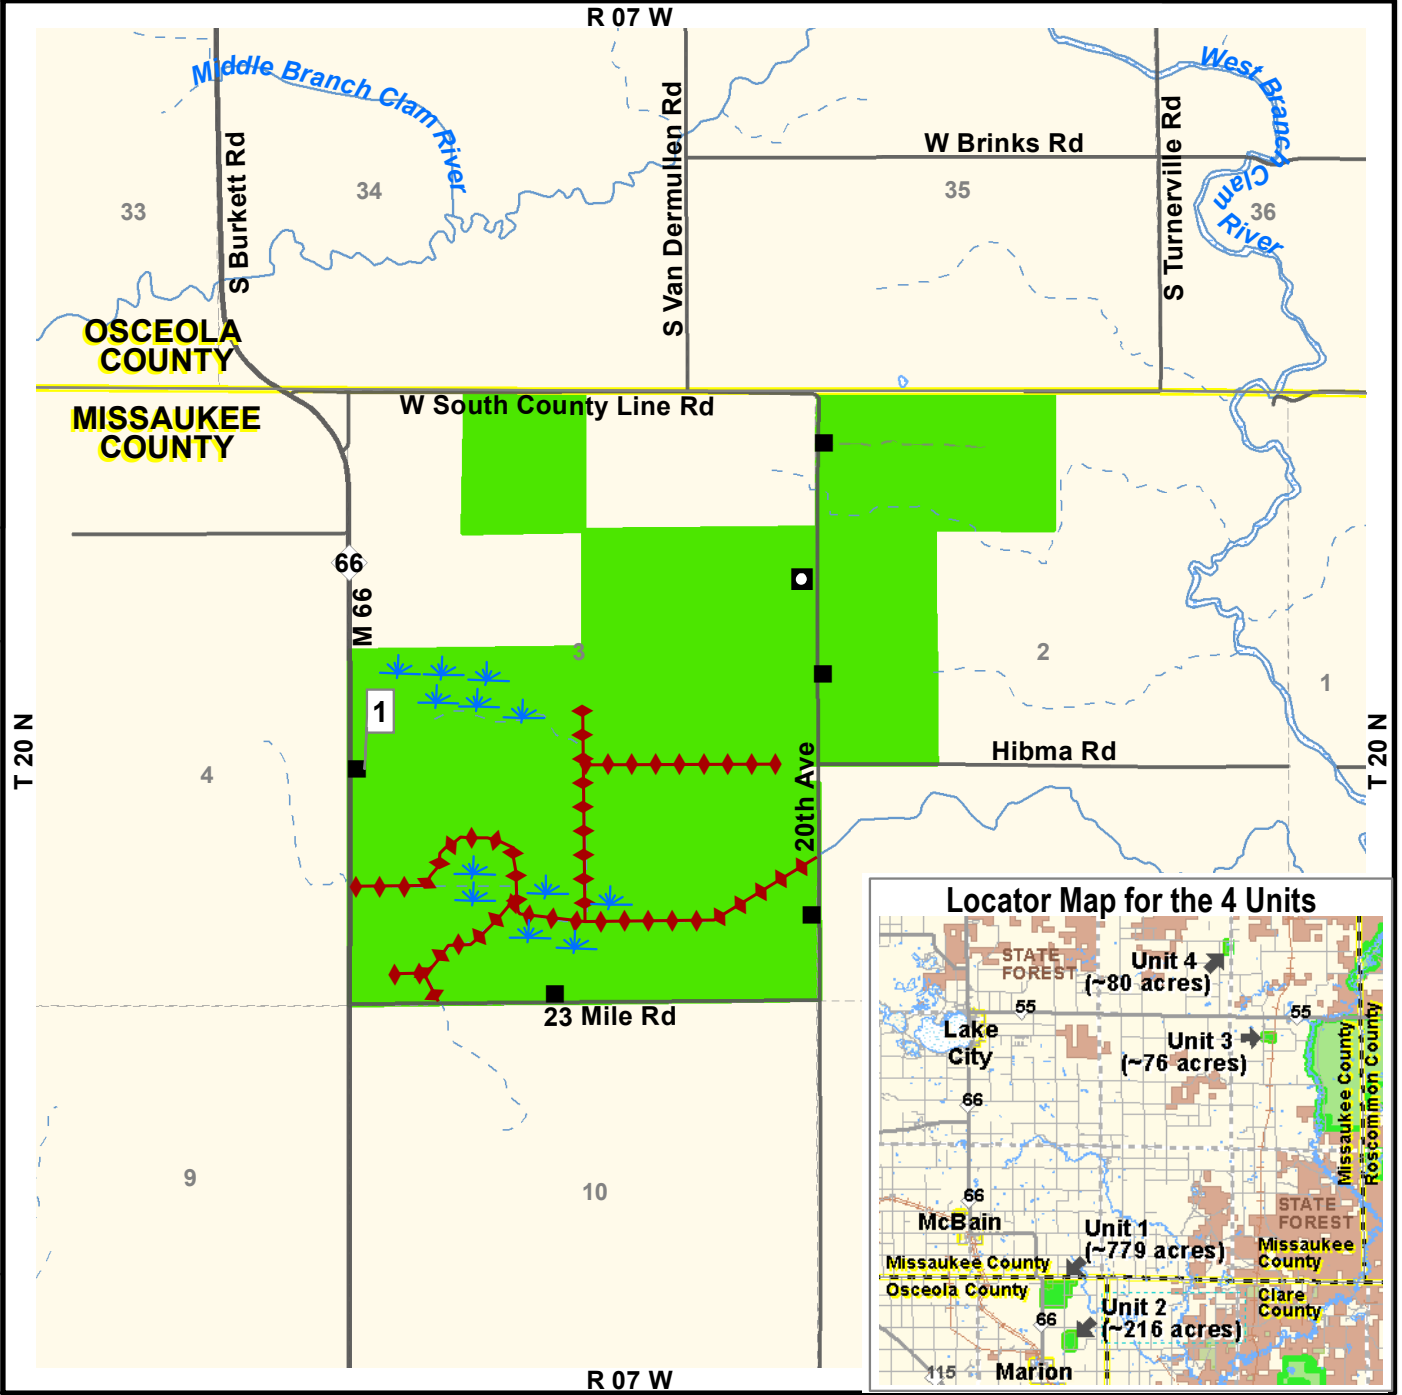 R 07 W
Middle Branch Clam River
West Branch Clam River
S Burkett Rd
S Van Dermullen Rd
S Turnerville Rd
W Brinks Rd
33
34
35
36
OSCEOLA
COUNTY
MISSAUKEE
COUNTY
W South County Line Rd
66
M 66
3
2
1
1
4
T 20 N
T 20 N
Hibma Rd
20th Ave
23 Mile Rd
9
10
R 07 W
Locator Map for the 4 Units
STATE
FOREST
Unit 4
(~80 acres)
55
55
Lake
City
Unit 3
(~76 acres)
Missaukee County
Roscommon County
66
66
McBain
STATE
FOREST
Unit 1
(~779 acres)
Missaukee County
Osceola County
Missaukee
County
Clare
County
Unit 2
(~216 acres)
66
115
Marion